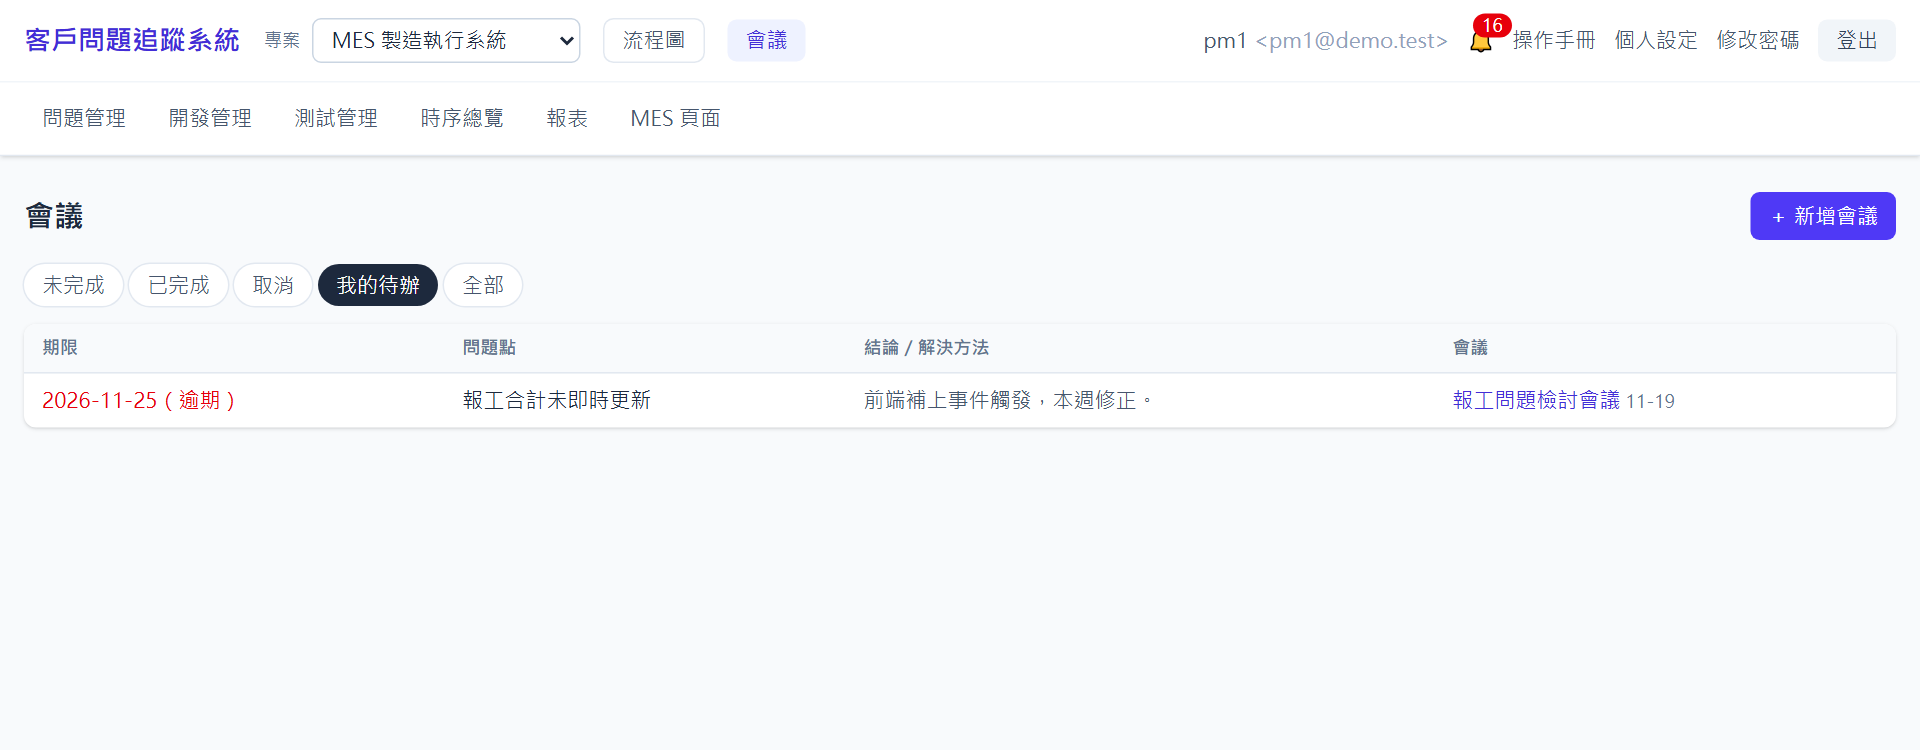 客戶問題追蹤系統 專案 MES 製造執行系統 流程圖 會議 pm1 <pm1@demo.test> 16 操作手冊 個人設定 修改密碼 登出
問題管理 開發管理 測試管理 時序總覽 報表 MES 頁面
會議 + 新增會議
未完成 已完成 取消 我的待辦 全部
期限 問題點 結論 / 解決方法 會議
2026-11-25（逾期） 報工合計未即時更新 前端補上事件觸發，本週修正。 報工問題檢討會議 11-19